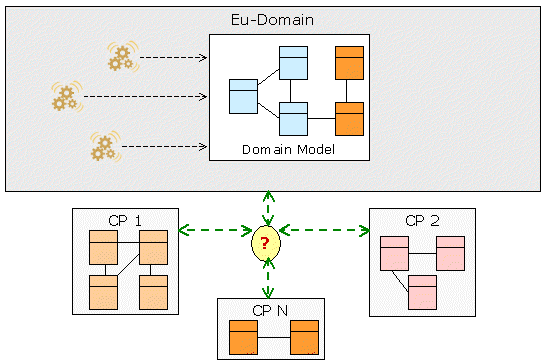 Eu-Domain
Domain Model
CP 1
?
CP 2
CP N